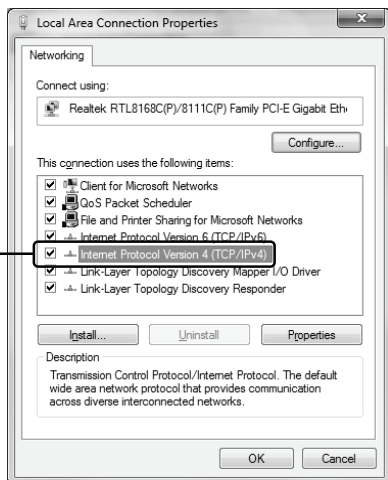 Local Area Connection Properties
Networking
Connect using:
Realtek RTL8168C(P)/8111C(P) Family PCI-E Gigabit Eth
Configure...
This connection uses the following items:
Client for Microsoft Networks
QoS Packet Scheduler
File and Printer Sharing for Microsoft Networks
Internet Protocol Version 6 (TCP/IPv6)
Internet Protocol Version 4 (TCP/IPv4)
Link-Layer Topology Discovery Mapper I/O Driver
Link-Layer Topology Discovery Responder
Install... Uninstall Properties
Description
Transmission Control Protocol/Internet Protocol. The default
wide area network protocol that provides communication
across diverse interconnected networks.
OK Cancel